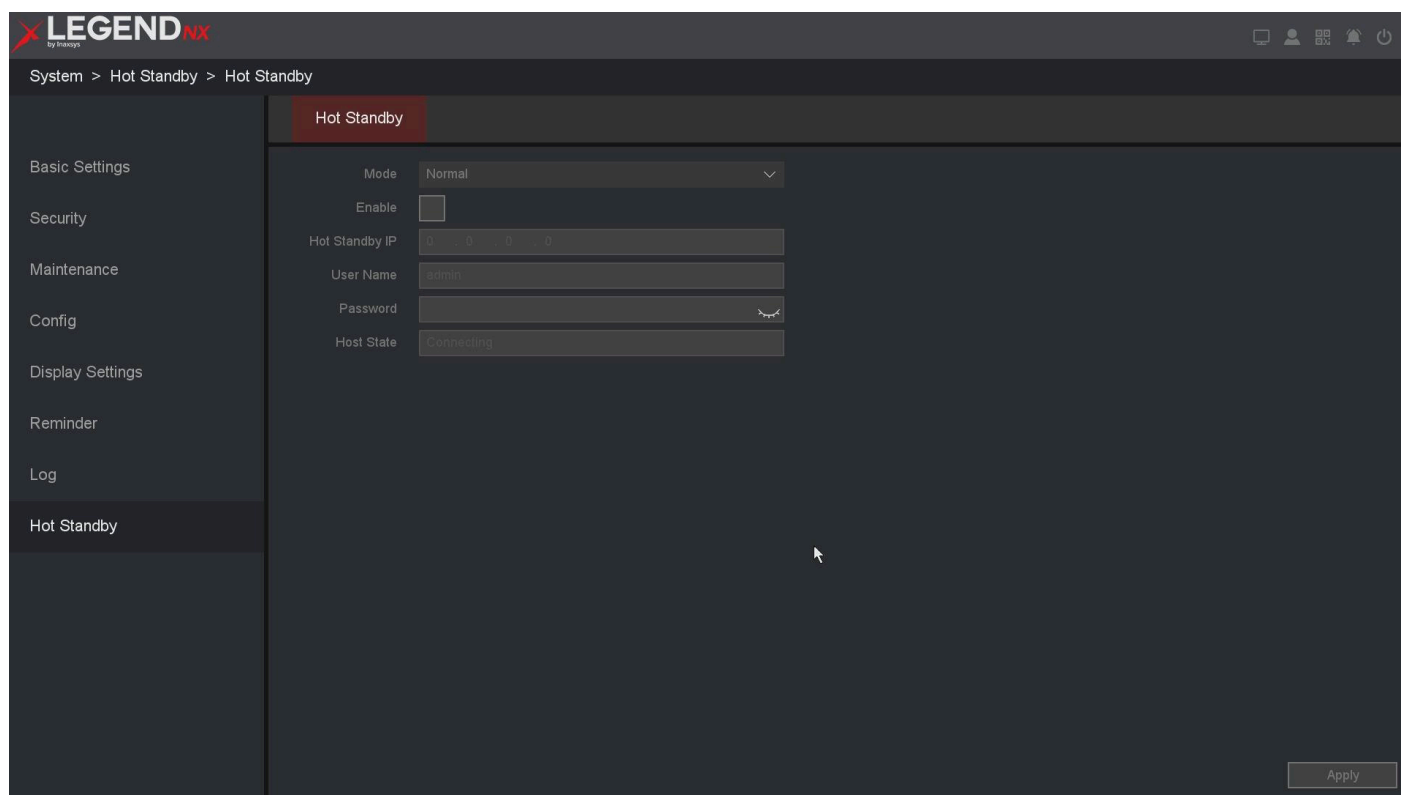 LEGEND NX
by Inaxsys
System > Hot Standby > Hot Standby
Hot Standby
Basic Settings
Security
Maintenance
Config
Display Settings
Reminder
Log
Hot Standby
Mode Normal
Enable
Hot Standby IP 0 . 0 . 0 . 0
User Name admin
Password
Host State Connecting
Apply